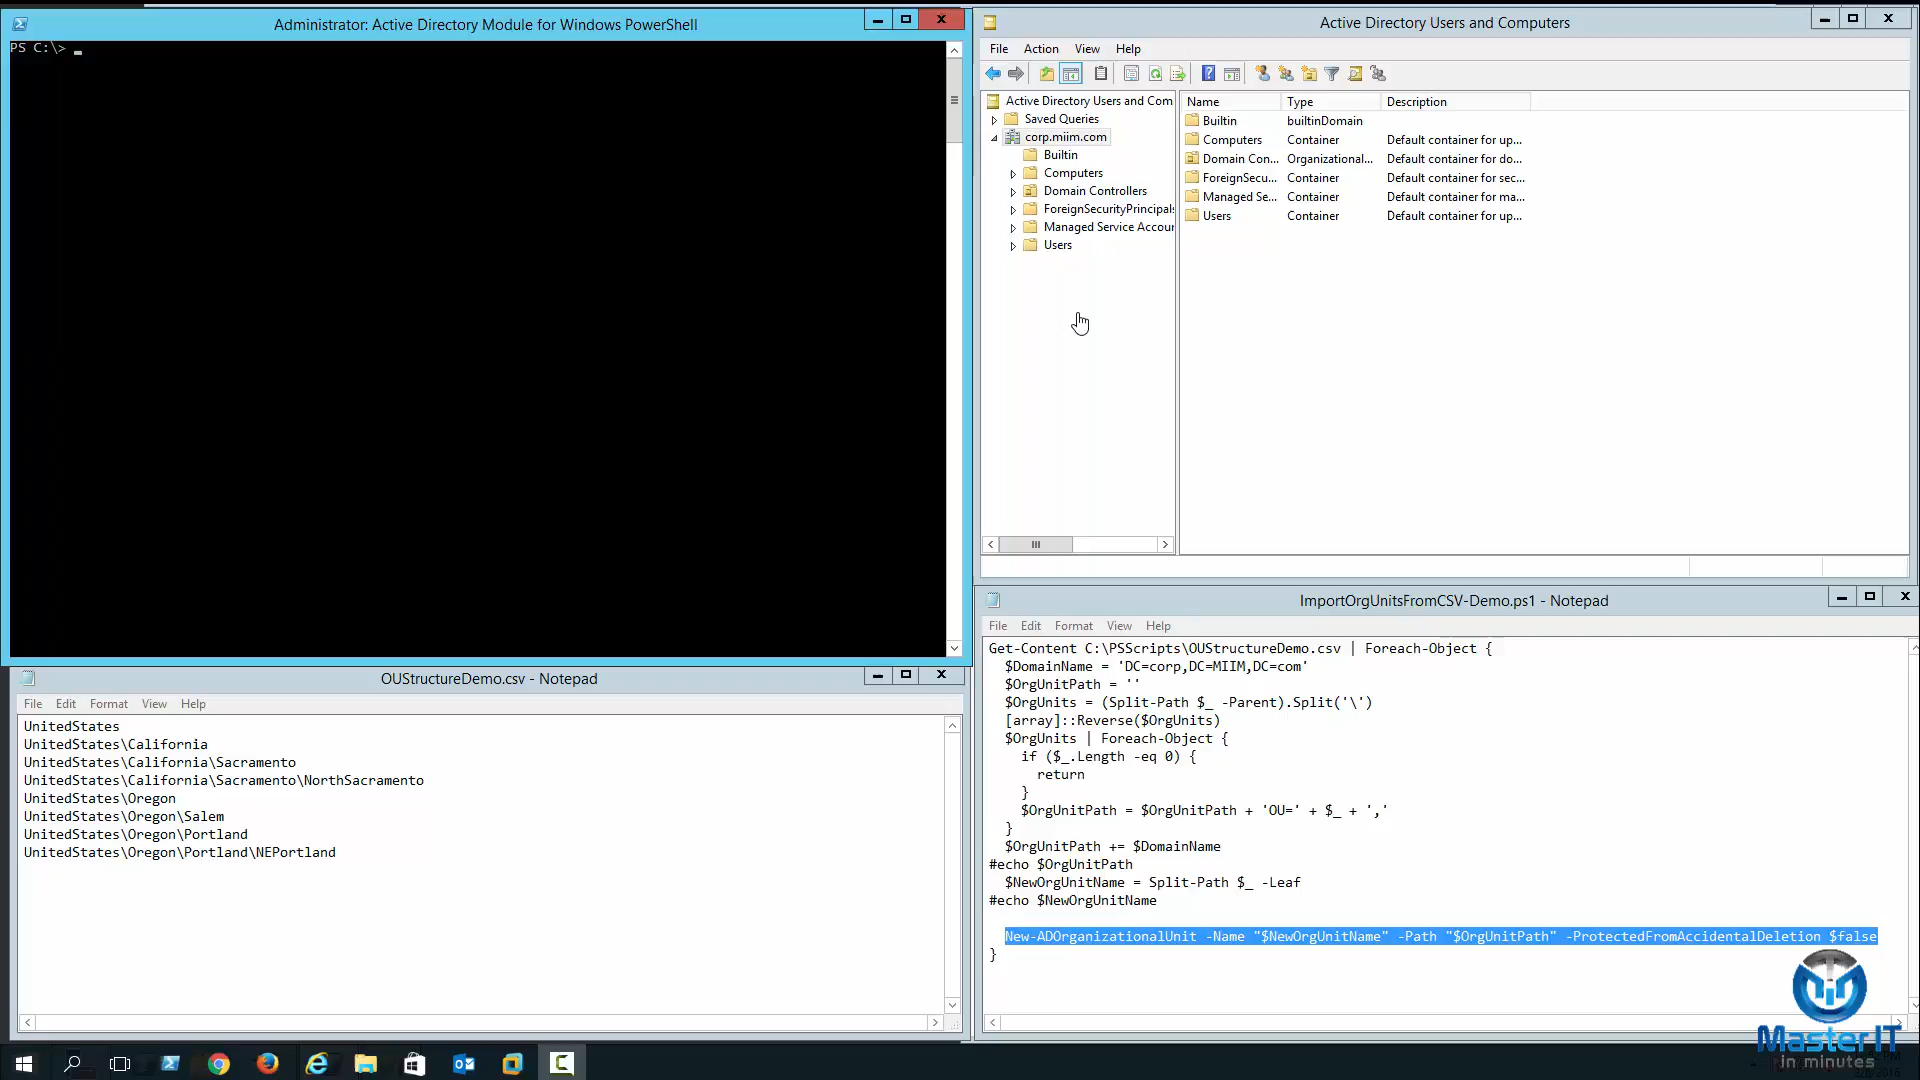 Administrator: Active Directory Module for Windows PowerShell
PS C:\> _
Active Directory Users and Computers
File Action View Help
Active Directory Users and Com
Saved Queries
corp.miim.com
Builtin
Computers
Domain Controllers
ForeignSecurityPrincipals
Managed Service Accour
Users
Name Type Description
Builtin builtinDomain
Computers Container Default container for up...
Domain Con... Organizational... Default container for do...
ForeignSecu... Container Default container for sec...
Managed Se... Container Default container for ma...
Users Container Default container for up...
OUStructureDemo.csv - Notepad
File Edit Format View Help
UnitedStates
UnitedStates\California
UnitedStates\California\Sacramento
UnitedStates\California\Sacramento\NorthSacramento
UnitedStates\Oregon
UnitedStates\Oregon\Salem
UnitedStates\Oregon\Portland
UnitedStates\Oregon\Portland\NEPortland
ImportOrgUnitsFromCSV-Demo.ps1 - Notepad
File Edit Format View Help
Get-Content C:\PSScripts\OUStructureDemo.csv | Foreach-Object {
$DomainName = 'DC=corp,DC=MIIM,DC=com'
$OrgUnitPath = ''
$OrgUnits = (Split-Path $_ -Parent).Split('\')
[array]::Reverse($OrgUnits)
$OrgUnits | Foreach-Object {
if ($_.Length -eq 0) {
return
}
$OrgUnitPath = $OrgUnitPath + 'OU=' + $_ + ','
}
$OrgUnitPath += $DomainName
#echo $OrgUnitPath
$NewOrgUnitName = Split-Path $_ -Leaf
#echo $NewOrgUnitName
New-ADOrganizationalUnit -Name "$NewOrgUnitName" -Path "$OrgUnitPath" -ProtectedFromAccidentalDeletion $false
}
MasterIT
in minutes